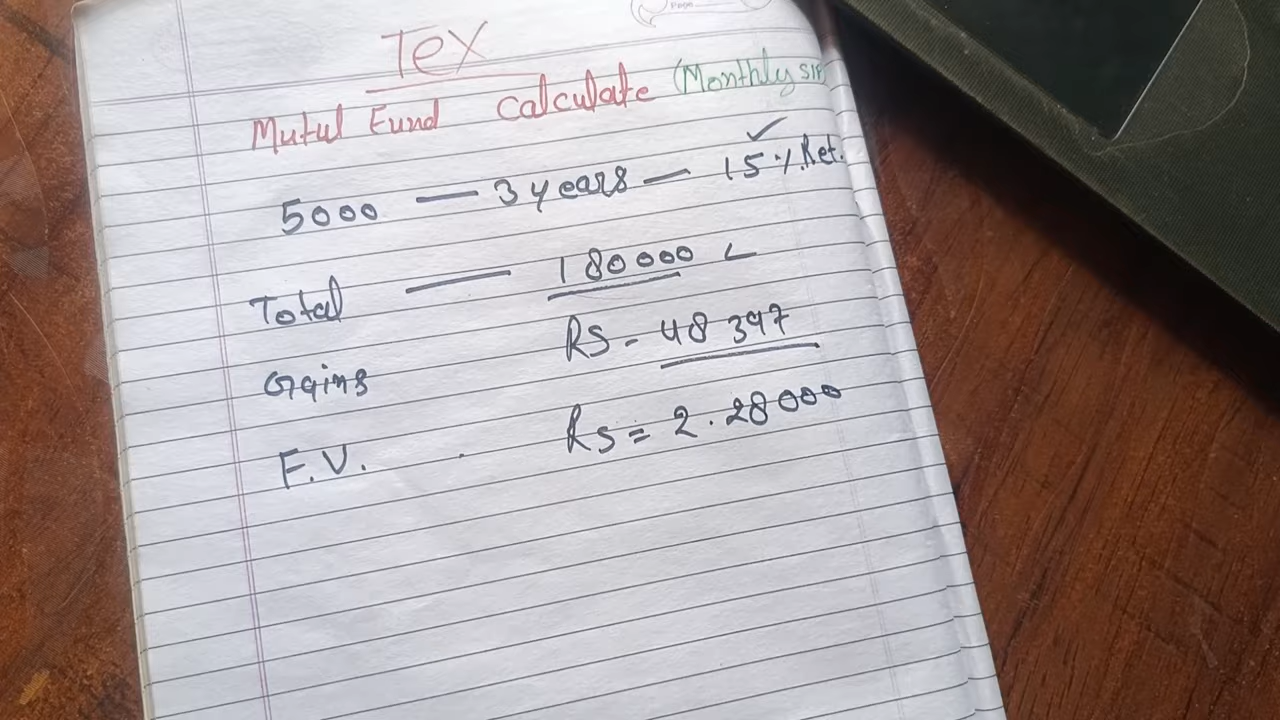 Page
Tex
Mutul Fund Calculate (Monthly SIP)
5000 — 3 years — 15 %. Ret.
Total — 180000
Gains Rs - 48397
F.V. Rs = 2.28000